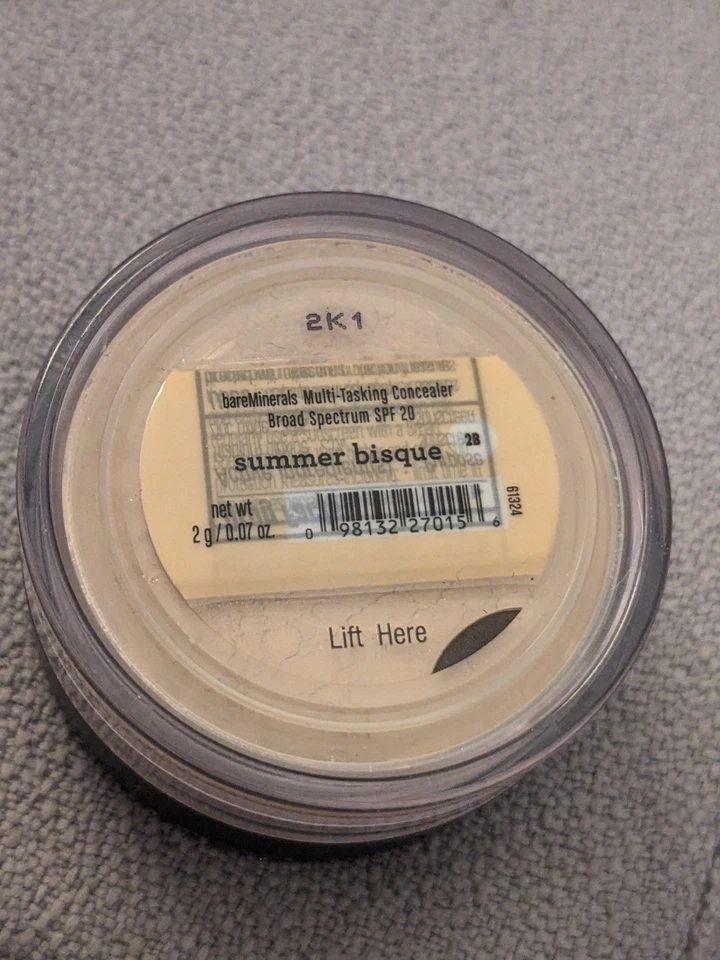 2K1
bareMinerals Multi-Tasking Concealer
Broad Spectrum SPF 20
2B
summer bisque
net wt
2 g / 0.07 oz.
0 98132 27015 6
61324
Lift Here